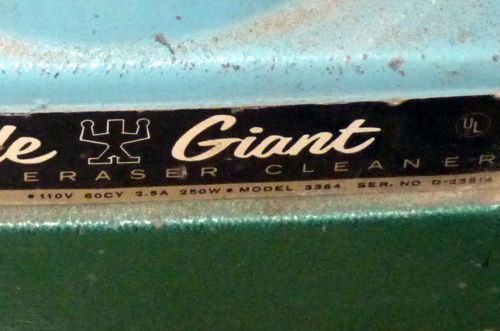 le Giant UL
ERASER CLEANER
• 110V 60CY 2.5A 250W • MODEL 3364 SER. NO